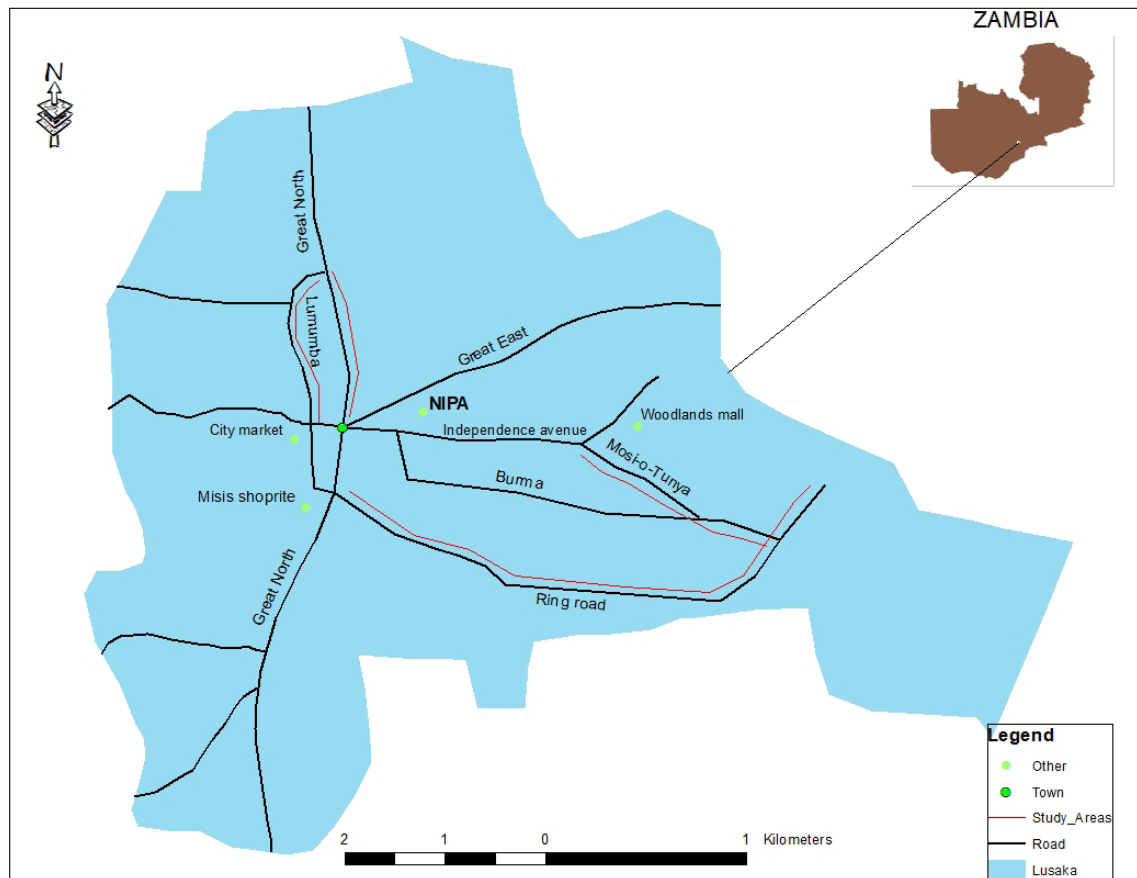 ZAMBIA
N
Great North
Lumumba
Great East
NIPA
Woodlands mall
City market
Independence avenue
Mosi-o-Tunya
Burma
Misis shoprite
Great North
Ring road
Legend
Other
Town
Study_Areas
Road
Lusaka
2 1 0 1 Kilometers